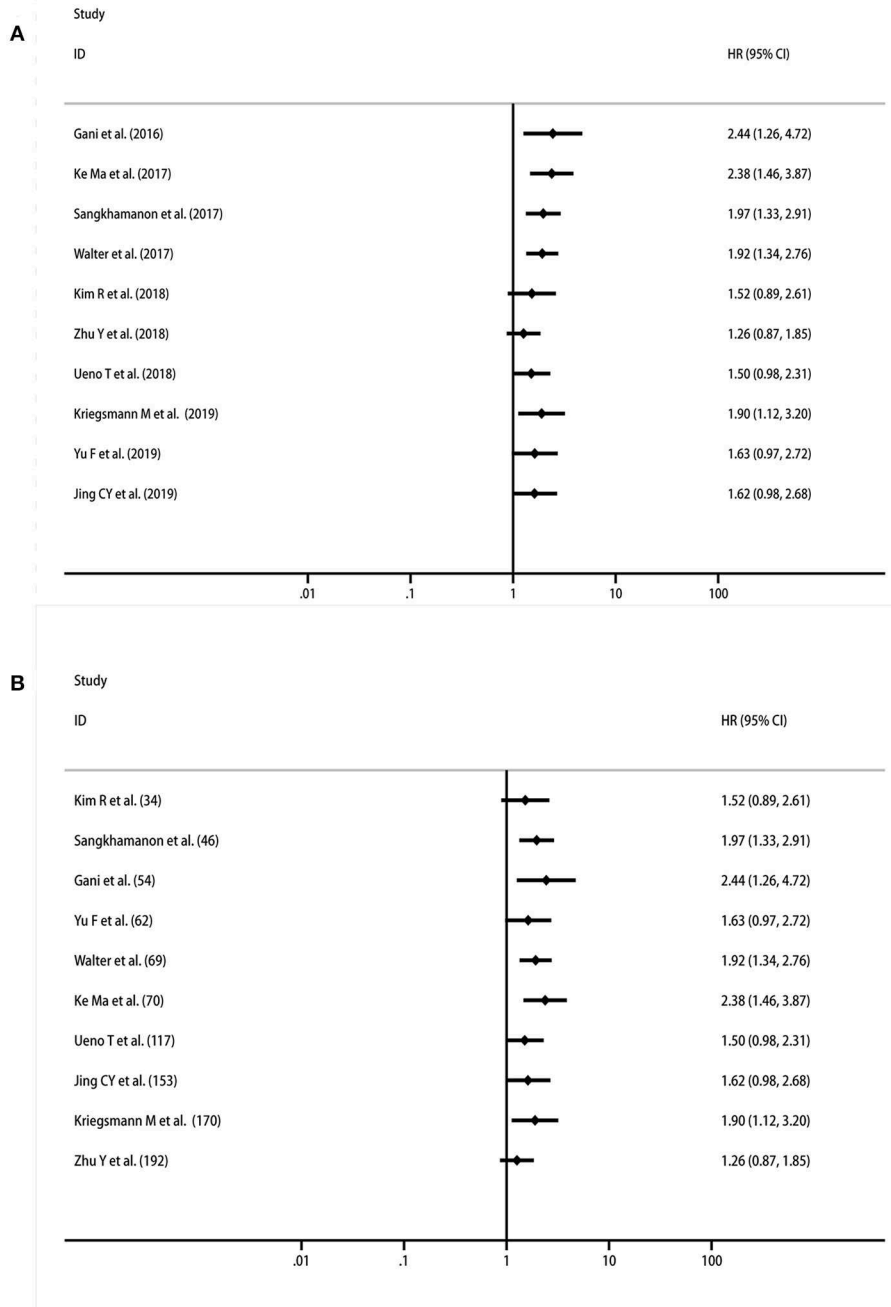 A
Study
ID HR (95% CI)
Gani et al. (2016) 2.44 (1.26, 4.72)
Ke Ma et al. (2017) 2.38 (1.46, 3.87)
Sangkhamanon et al. (2017) 1.97 (1.33, 2.91)
Walter et al. (2017) 1.92 (1.34, 2.76)
Kim R et al. (2018) 1.52 (0.89, 2.61)
Zhu Y et al. (2018) 1.26 (0.87, 1.85)
Ueno T et al. (2018) 1.50 (0.98, 2.31)
Kriegsmann M et al. (2019) 1.90 (1.12, 3.20)
Yu F et al. (2019) 1.63 (0.97, 2.72)
Jing CY et al. (2019) 1.62 (0.98, 2.68)
.01 .1 1 10 100
B
Study
ID HR (95% CI)
Kim R et al. (34) 1.52 (0.89, 2.61)
Sangkhamanon et al. (46) 1.97 (1.33, 2.91)
Gani et al. (54) 2.44 (1.26, 4.72)
Yu F et al. (62) 1.63 (0.97, 2.72)
Walter et al. (69) 1.92 (1.34, 2.76)
Ke Ma et al. (70) 2.38 (1.46, 3.87)
Ueno T et al. (117) 1.50 (0.98, 2.31)
Jing CY et al. (153) 1.62 (0.98, 2.68)
Kriegsmann M et al. (170) 1.90 (1.12, 3.20)
Zhu Y et al. (192) 1.26 (0.87, 1.85)
.01 .1 1 10 100